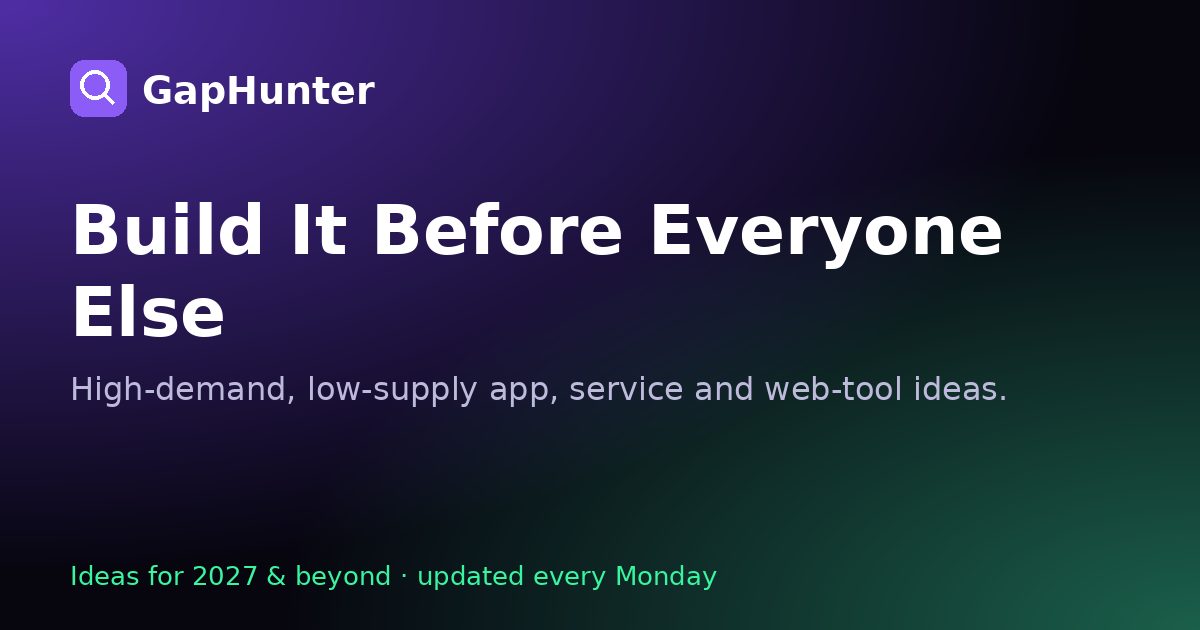 GapHunter
Build It Before Everyone
Else
High-demand, low-supply app, service and web-tool ideas.
Ideas for 2027 & beyond · updated every Monday